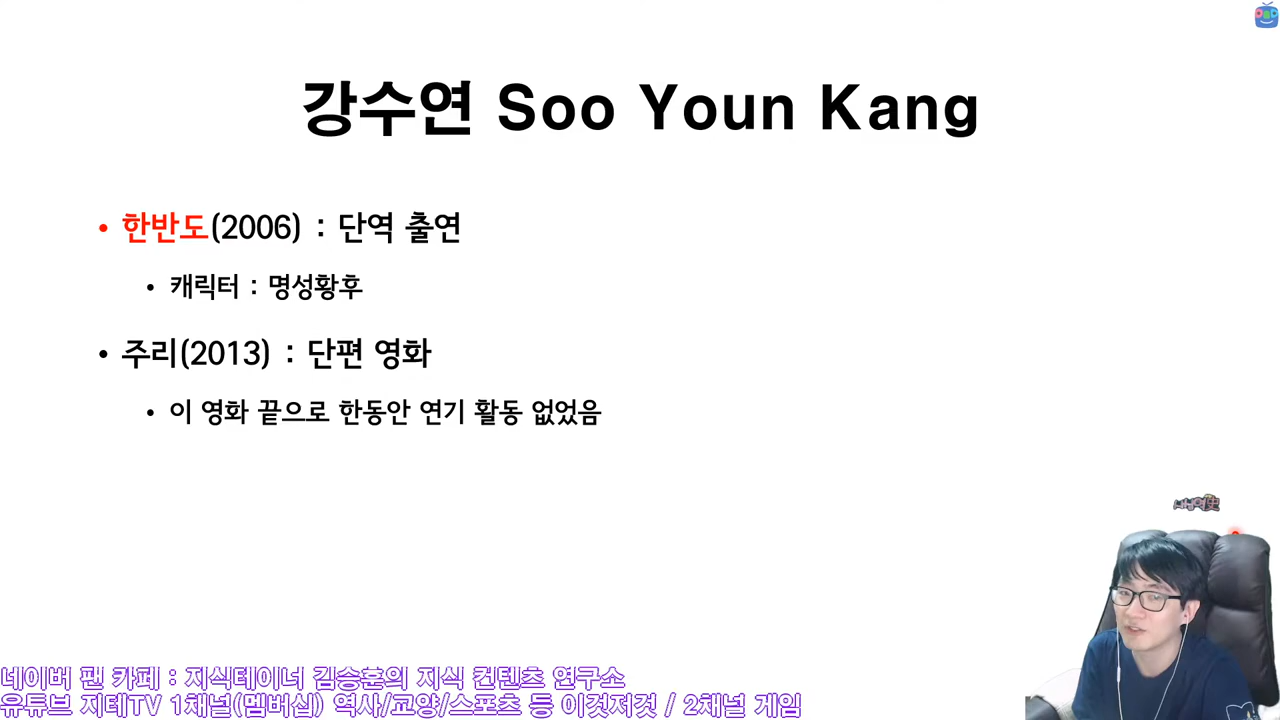 강수연 Soo Youn Kang
• 한반도(2006) : 단역 출연
• 캐릭터 : 명성황후
• 주리(2013) : 단편 영화
• 이 영화 끝으로 한동안 연기 활동 없었음
네이버 팬 카페 : 지식테이너 김승훈의 지식 컨텐츠 연구소
유튜브 지테TV 1채널(멤버십) 역사/교양/스포츠 등 이것저것 / 2채널 게임